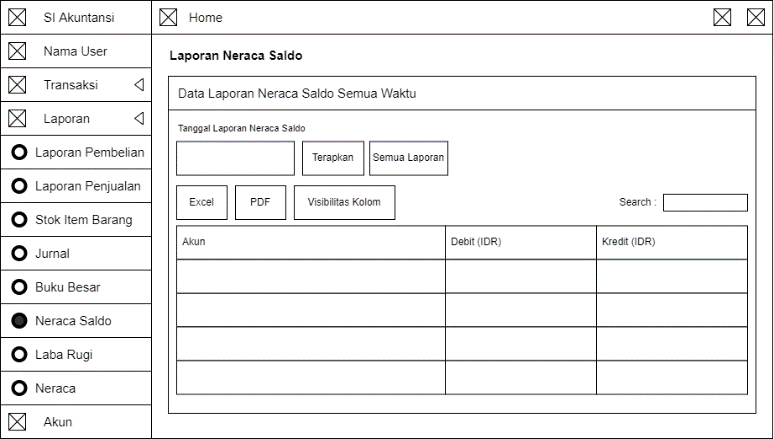 SI Akuntansi
Home
Nama User
Transaksi
Laporan
Laporan Pembelian
Laporan Penjualan
Stok Item Barang
Jurnal
Buku Besar
Neraca Saldo
Laba Rugi
Neraca
Akun
Laporan Neraca Saldo
Data Laporan Neraca Saldo Semua Waktu
Tanggal Laporan Neraca Saldo
Terapkan
Semua Laporan
Excel
PDF
Visibilitas Kolom
Search :
Akun
Debit (IDR)
Kredit (IDR)